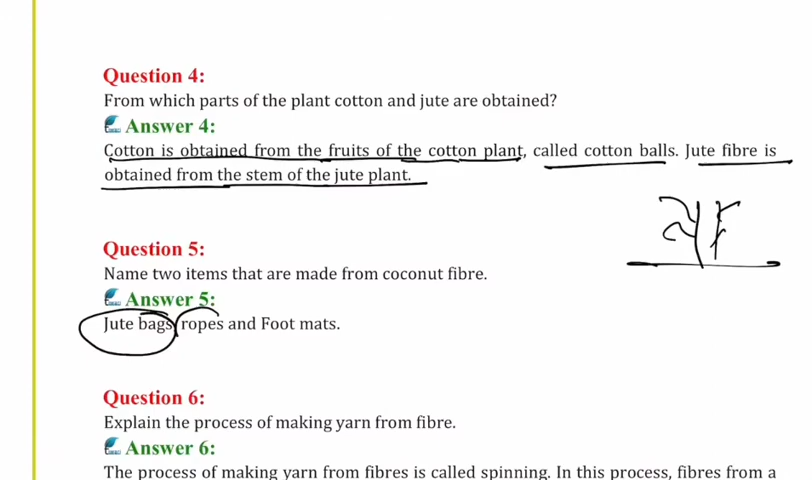 Question 4:
From which parts of the plant cotton and jute are obtained?
Answer 4:
Cotton is obtained from the fruits of the cotton plant, called cotton balls. Jute fibre is
obtained from the stem of the jute plant.
Question 5:
Name two items that are made from coconut fibre.
Answer 5:
Jute bags, ropes and Foot mats.
Question 6:
Explain the process of making yarn from fibre.
Answer 6:
The process of making yarn from fibres is called spinning. In this process, fibres from a